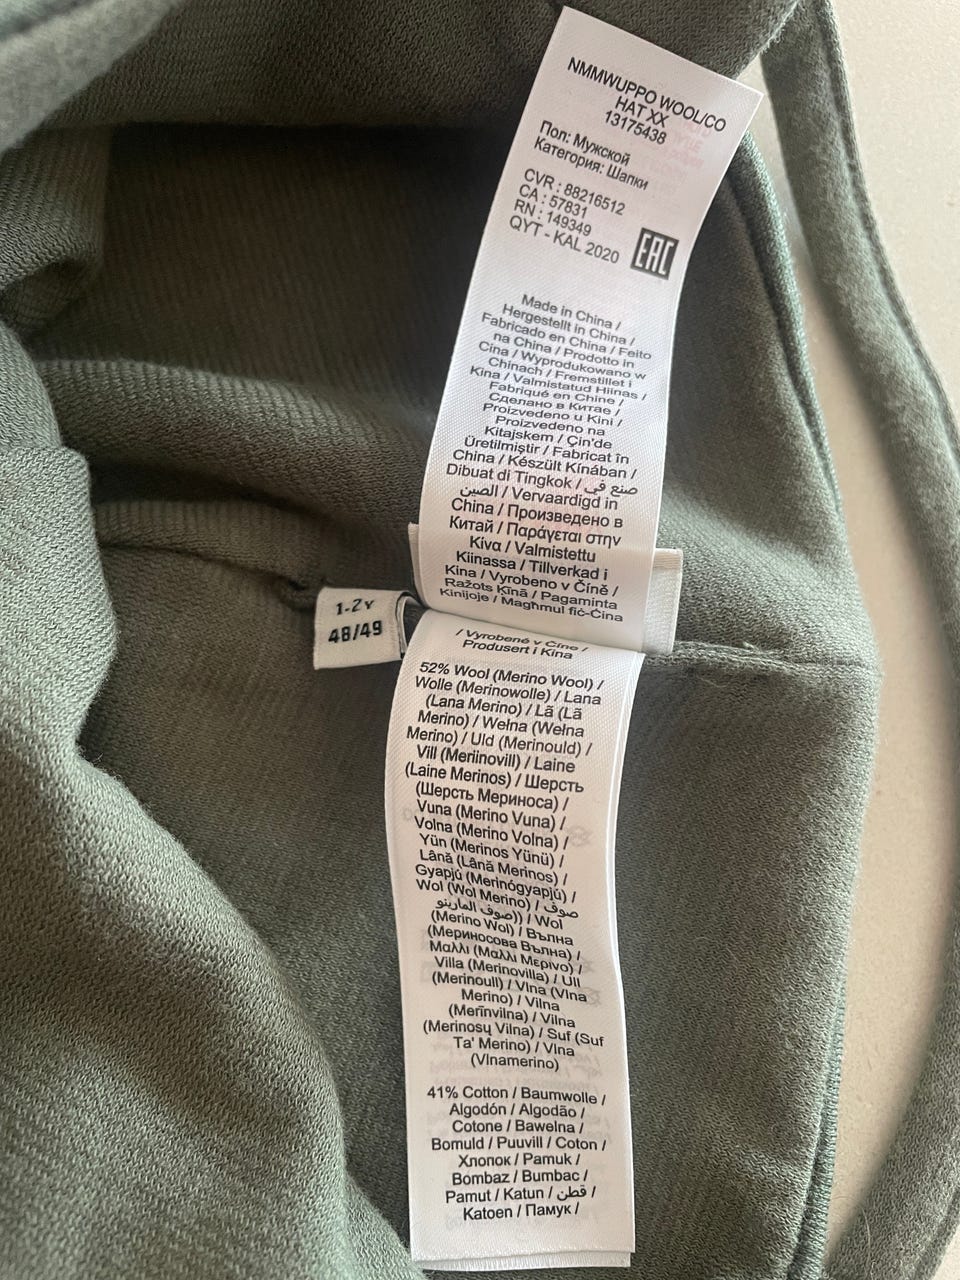 NMMWUPPO WOOL/CO
HAT XX
13175438
Пол: Мужской
Категория: Шапки
CVR : 88216512
CA : 57831
RN : 149349
QYT - KAL 2020
EAC
Made in China /
Hergestellt in China /
Fabricado en China / Feito
na China / Prodotto in
Cina / Wyprodukowano w
Chinach / Fremstillet i
Kina / Valmistatud Hiinas /
Fabriqué en Chine /
Сделано в Китае /
Proizvedeno u Kini /
Proizvedeno na
Kitajskem / Çin'de
Üretilmiştir / Fabricat în
China / Készült Kínában /
Dibuat di Tingkok / صنع في
الصين / Vervaardigd in
China / Произведено в
Китай / Παράγεται στην
Κίνα / Valmistettu
Kiinassa / Tillverkad i
Kina / Vyrobeno v Číně /
Ražots Ķīnā / Pagaminta
Kinijoje / Magħmul fiċ-Ċina
/ Vyrobené v Číne /
Produsert i Kina
1-2Y
48/49
52% Wool (Merino Wool) /
Wolle (Merinowolle) / Lana
(Lana Merino) / Lã (Lã
Merino) / Wełna (Wełna
Merino) / Uld (Merinould) /
Vill (Meriinovill) / Laine
(Laine Merinos) / Шерсть
(Шерсть Мериноса) /
Vuna (Merino Vuna) /
Volna (Merino Volna) /
Yün (Merinos Yünü) /
Lână (Lână Merinos) /
Gyapjú (Merinógyapjú) /
Wol (Wol Merino) / صوف
(صوف المارينو) / Wol
(Merino Wol) / Вълна
(Мериносова Вълна) /
Μαλλί (Μαλλί Μερίνο) /
Villa (Merinovilla) / Ull
(Merinoull) / Vlna (Vlna
Merino) / Vilna
(Merīnvilna) / Vilna
(Merinosų Vilna) / Suf (Suf
Ta' Merino) / Vlna
(Vlnamerino)
41% Cotton / Baumwolle /
Algodón / Algodão /
Cotone / Bawełna /
Bomuld / Puuvill / Coton /
Хлопок / Pamuk /
Bombaž / Bumbac /
Pamut / Katun / قطن /
Katoen / Памук /